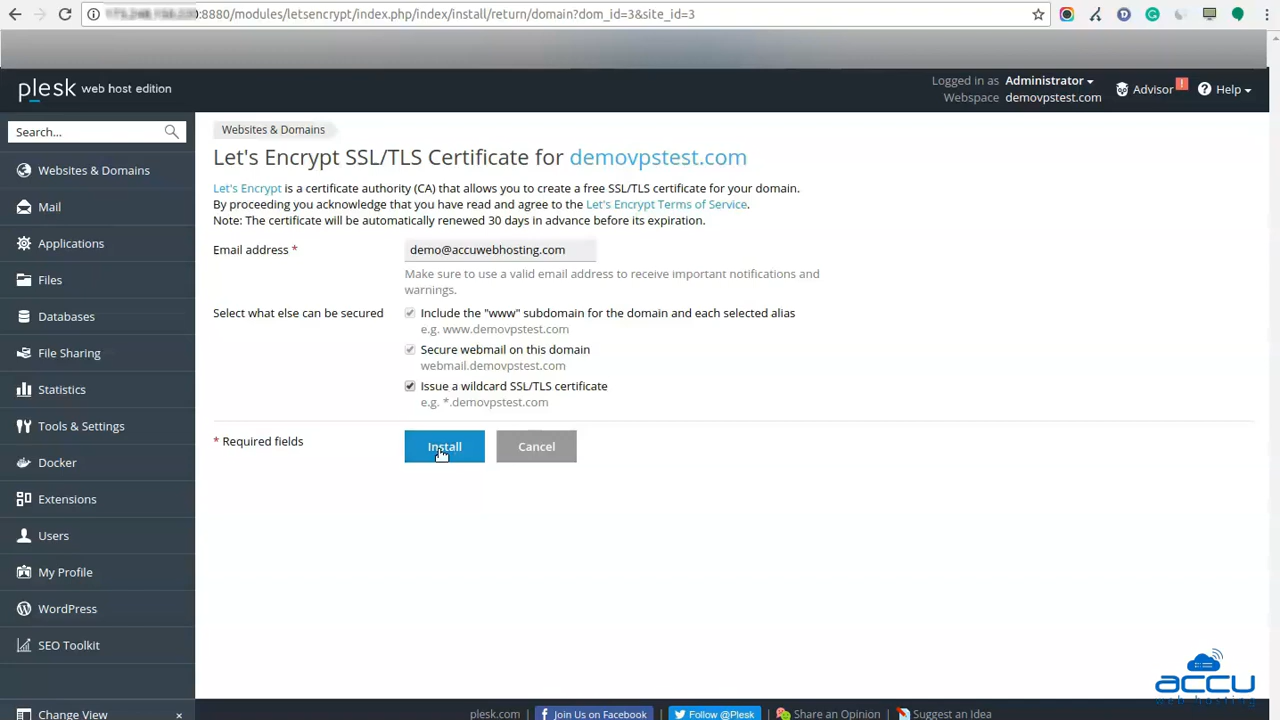 :8880/modules/letsencrypt/index.php/index/install/return/domain?dom_id=3&site_id=3
plesk web host edition
Logged in as Administrator
Webspace demovpstest.com
Advisor !
? Help
Search...
Websites & Domains
Mail
Applications
Files
Databases
File Sharing
Statistics
Tools & Settings
Docker
Extensions
Users
My Profile
WordPress
SEO Toolkit
Change View ×
Websites & Domains
Let's Encrypt SSL/TLS Certificate for demovpstest.com
Let's Encrypt is a certificate authority (CA) that allows you to create a free SSL/TLS certificate for your domain.
By proceeding you acknowledge that you have read and agree to the Let's Encrypt Terms of Service.
Note: The certificate will be automatically renewed 30 days in advance before its expiration.
Email address * demo@accuwebhosting.com
Make sure to use a valid email address to receive important notifications and
warnings.
Select what else can be secured
Include the "www" subdomain for the domain and each selected alias
e.g. www.demovpstest.com
Secure webmail on this domain
webmail.demovpstest.com
Issue a wildcard SSL/TLS certificate
e.g. *.demovpstest.com
* Required fields Install Cancel
accu
web hosting
plesk.com Join Us on Facebook Follow @Plesk Share an Opinion Suggest an Idea